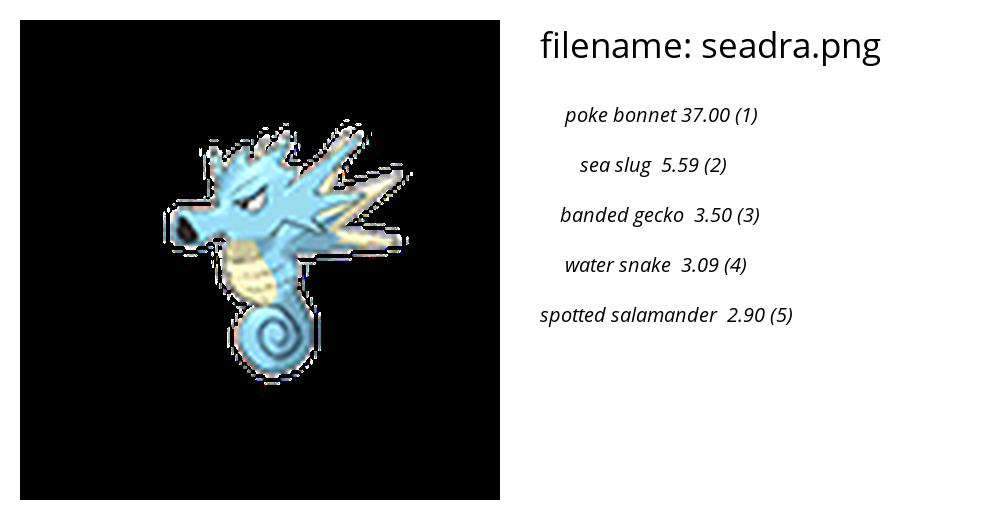 filename: seadra.png
poke bonnet 37.00 (1)
sea slug  5.59 (2)
banded gecko  3.50 (3)
water snake  3.09 (4)
spotted salamander  2.90 (5)